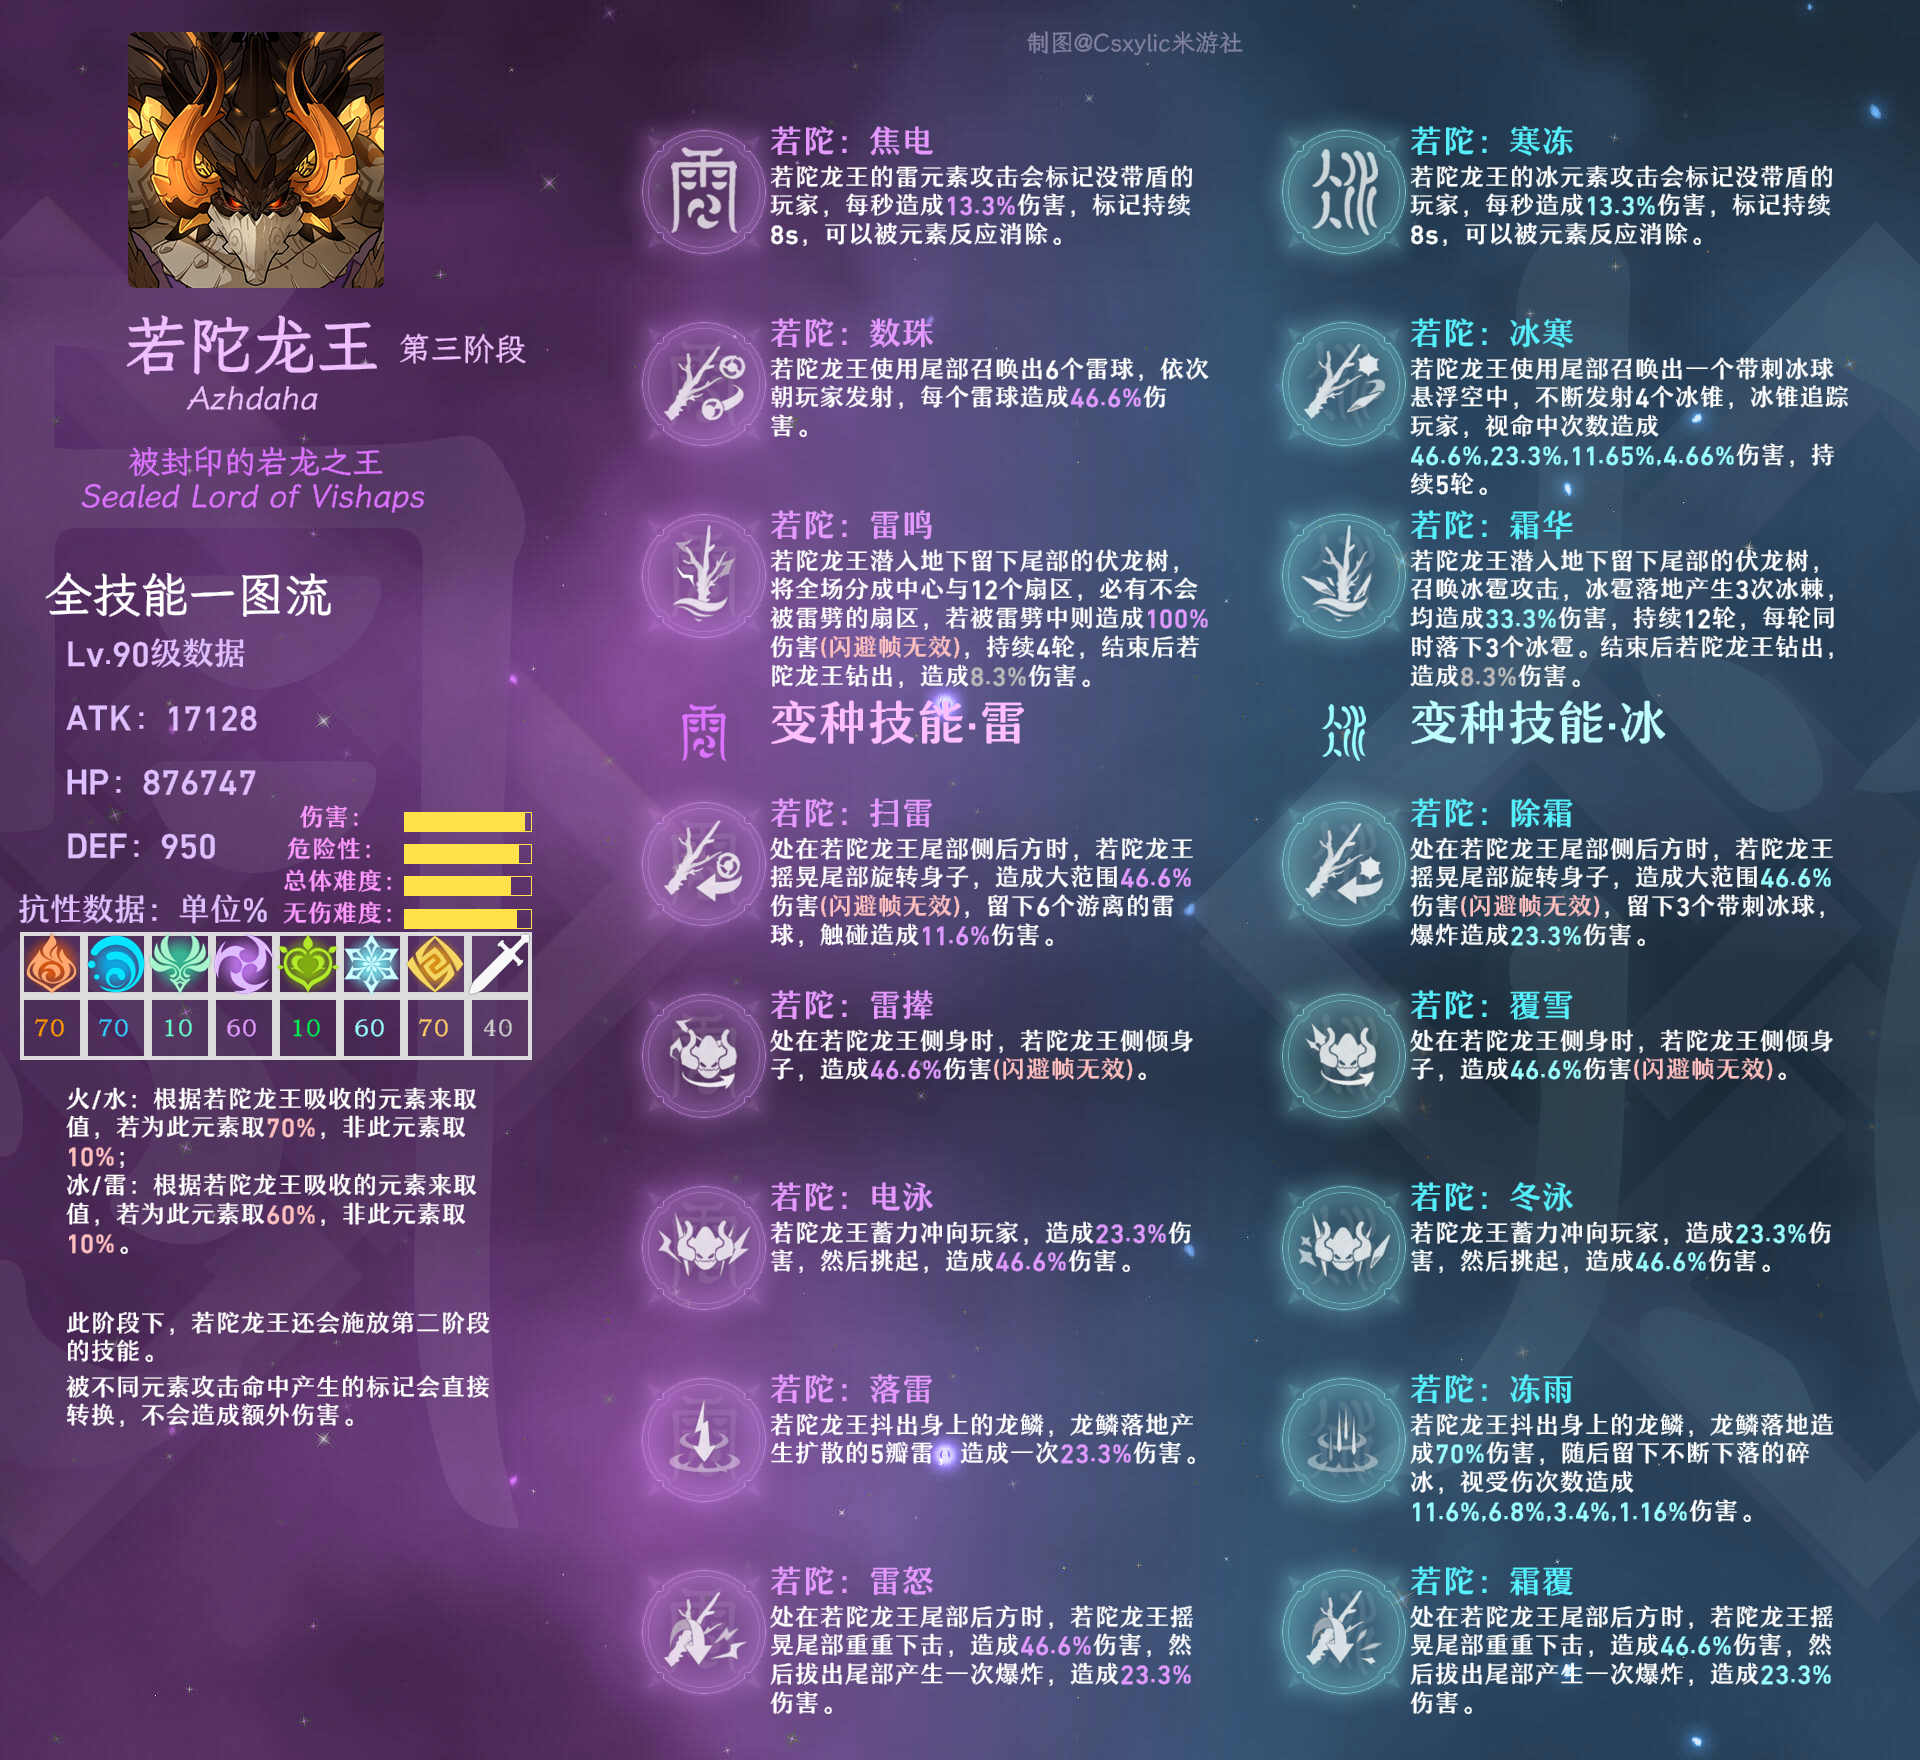 制图@Csxylic米游社
若陀龙王 第三阶段
Azhdaha
被封印的岩龙之王
Sealed Lord of Vishaps
全技能一图流
Lv.90级数据
ATK：17128
HP：876747
DEF：950
伤害：
危险性：
总体难度：
无伤难度：
抗性数据：单位%
70 70 10 60 10 60 70 40
火/水：根据若陀龙王吸收的元素来取
值，若为此元素取70%，非此元素取
10%；
冰/雷：根据若陀龙王吸收的元素来取
值，若为此元素取60%，非此元素取
10%。
此阶段下，若陀龙王还会施放第二阶段
的技能。
被不同元素攻击命中产生的标记会直接
转换，不会造成额外伤害。
若陀：焦电
若陀龙王的雷元素攻击会标记没带盾的
玩家，每秒造成13.3%伤害，标记持续
8s，可以被元素反应消除。
若陀：数珠
若陀龙王使用尾部召唤出6个雷球，依次
朝玩家发射，每个雷球造成46.6%伤
害。
若陀：雷鸣
若陀龙王潜入地下留下尾部的伏龙树，
将全场分成中心与12个扇区，必有不会
被雷劈的扇区，若被雷劈中则造成100%
伤害(闪避帧无效)，持续4轮，结束后若
陀龙王钻出，造成8.3%伤害。
变种技能·雷
若陀：扫雷
处在若陀龙王尾部侧后方时，若陀龙王
摇晃尾部旋转身子，造成大范围46.6%
伤害(闪避帧无效)，留下6个游离的雷
球，触碰造成11.6%伤害。
若陀：雷撵
处在若陀龙王侧身时，若陀龙王侧倾身
子，造成46.6%伤害(闪避帧无效)。
若陀：电泳
若陀龙王蓄力冲向玩家，造成23.3%伤
害，然后挑起，造成46.6%伤害。
若陀：落雷
若陀龙王抖出身上的龙鳞，龙鳞落地产
生扩散的5瓣雷，造成一次23.3%伤害。
若陀：雷怒
处在若陀龙王尾部后方时，若陀龙王摇
晃尾部重重下击，造成46.6%伤害，然
后拔出尾部产生一次爆炸，造成23.3%
伤害。
若陀：寒冻
若陀龙王的冰元素攻击会标记没带盾的
玩家，每秒造成13.3%伤害，标记持续
8s，可以被元素反应消除。
若陀：冰寒
若陀龙王使用尾部召唤出一个带刺冰球
悬浮空中，不断发射4个冰锥，冰锥追踪
玩家，视命中次数造成
46.6%,23.3%,11.65%,4.66%伤害，持
续5轮。
若陀：霜华
若陀龙王潜入地下留下尾部的伏龙树，
召唤冰雹攻击，冰雹落地产生3次冰棘，
均造成33.3%伤害，持续12轮，每轮同
时落下3个冰雹。结束后若陀龙王钻出，
造成8.3%伤害。
变种技能·冰
若陀：除霜
处在若陀龙王尾部侧后方时，若陀龙王
摇晃尾部旋转身子，造成大范围46.6%
伤害(闪避帧无效)，留下3个带刺冰球，
爆炸造成23.3%伤害。
若陀：覆雪
处在若陀龙王侧身时，若陀龙王侧倾身
子，造成46.6%伤害(闪避帧无效)。
若陀：冬泳
若陀龙王蓄力冲向玩家，造成23.3%伤
害，然后挑起，造成46.6%伤害。
若陀：冻雨
若陀龙王抖出身上的龙鳞，龙鳞落地造
成70%伤害，随后留下不断下落的碎
冰，视受伤次数造成
11.6%,6.8%,3.4%,1.16%伤害。
若陀：霜覆
处在若陀龙王尾部后方时，若陀龙王摇
晃尾部重重下击，造成46.6%伤害，然
后拔出尾部产生一次爆炸，造成23.3%
伤害。